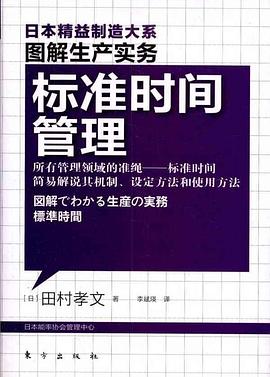 日本精益制造大系
图解生产实务
标准时间
管理
所有管理领域的准绳——标准时间
简易解说其机制、设定方法和使用方法
図解でわかる生産の実務
標準時間
[日] 田村孝文 著 李斌瑛 译
日本能率协会管理中心
东方出版社